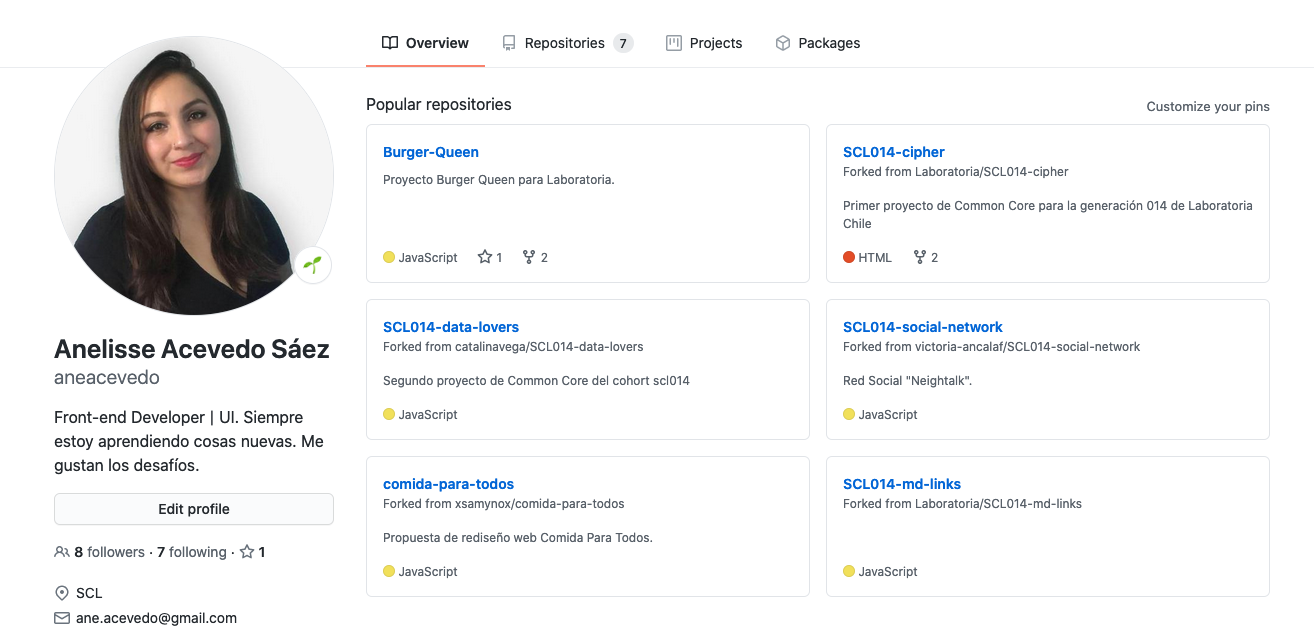 Overview
Repositories 7
Projects
Packages
Anelisse Acevedo Sáez
aneacevedo
Front-end Developer | UI. Siempre
estoy aprendiendo cosas nuevas. Me
gustan los desafíos.
Edit profile
8 followers · 7 following · 1
SCL
ane.acevedo@gmail.com
Popular repositories
Customize your pins
Burger-Queen
Proyecto Burger Queen para Laboratoria.
JavaScript 1 2
SCL014-cipher
Forked from Laboratoria/SCL014-cipher
Primer proyecto de Common Core para la generación 014 de Laboratoria
Chile
HTML 2
SCL014-data-lovers
Forked from catalinavega/SCL014-data-lovers
Segundo proyecto de Common Core del cohort scl014
JavaScript
SCL014-social-network
Forked from victoria-ancalaf/SCL014-social-network
Red Social "Neightalk".
JavaScript
comida-para-todos
Forked from xsamynox/comida-para-todos
Propuesta de rediseño web Comida Para Todos.
JavaScript
SCL014-md-links
Forked from Laboratoria/SCL014-md-links
JavaScript